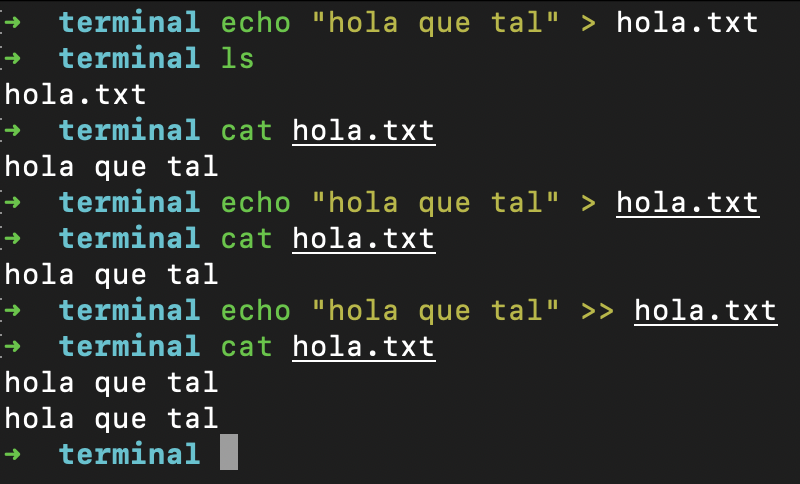 ➜ terminal echo "hola que tal" > hola.txt
➜ terminal ls
hola.txt
➜ terminal cat hola.txt
hola que tal
➜ terminal echo "hola que tal" > hola.txt
➜ terminal cat hola.txt
hola que tal
➜ terminal echo "hola que tal" >> hola.txt
➜ terminal cat hola.txt
hola que tal
hola que tal
➜ terminal